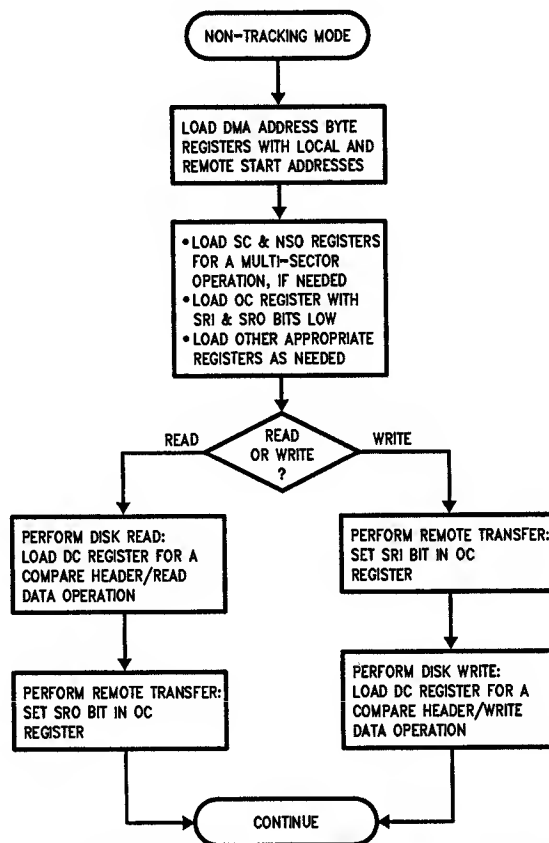 NON-TRACKING MODE
LOAD DMA ADDRESS BYTE
REGISTERS WITH LOCAL AND
REMOTE START ADDRESSES
•LOAD SC & NSO REGISTERS
FOR A MULTI-SECTOR
OPERATION, IF NEEDED
•LOAD OC REGISTER WITH
SRI & SRO BITS LOW
•LOAD OTHER APPROPRIATE
REGISTERS AS NEEDED
READ
READ
OR WRITE
?
WRITE
PERFORM DISK READ:
LOAD DC REGISTER FOR A
COMPARE HEADER/READ
DATA OPERATION
PERFORM REMOTE TRANSFER:
SET SRI BIT IN OC
REGISTER
PERFORM REMOTE TRANSFER:
SET SRO BIT IN OC
REGISTER
PERFORM DISK WRITE:
LOAD DC REGISTER FOR A
COMPARE HEADER/WRITE
DATA OPERATION
CONTINUE